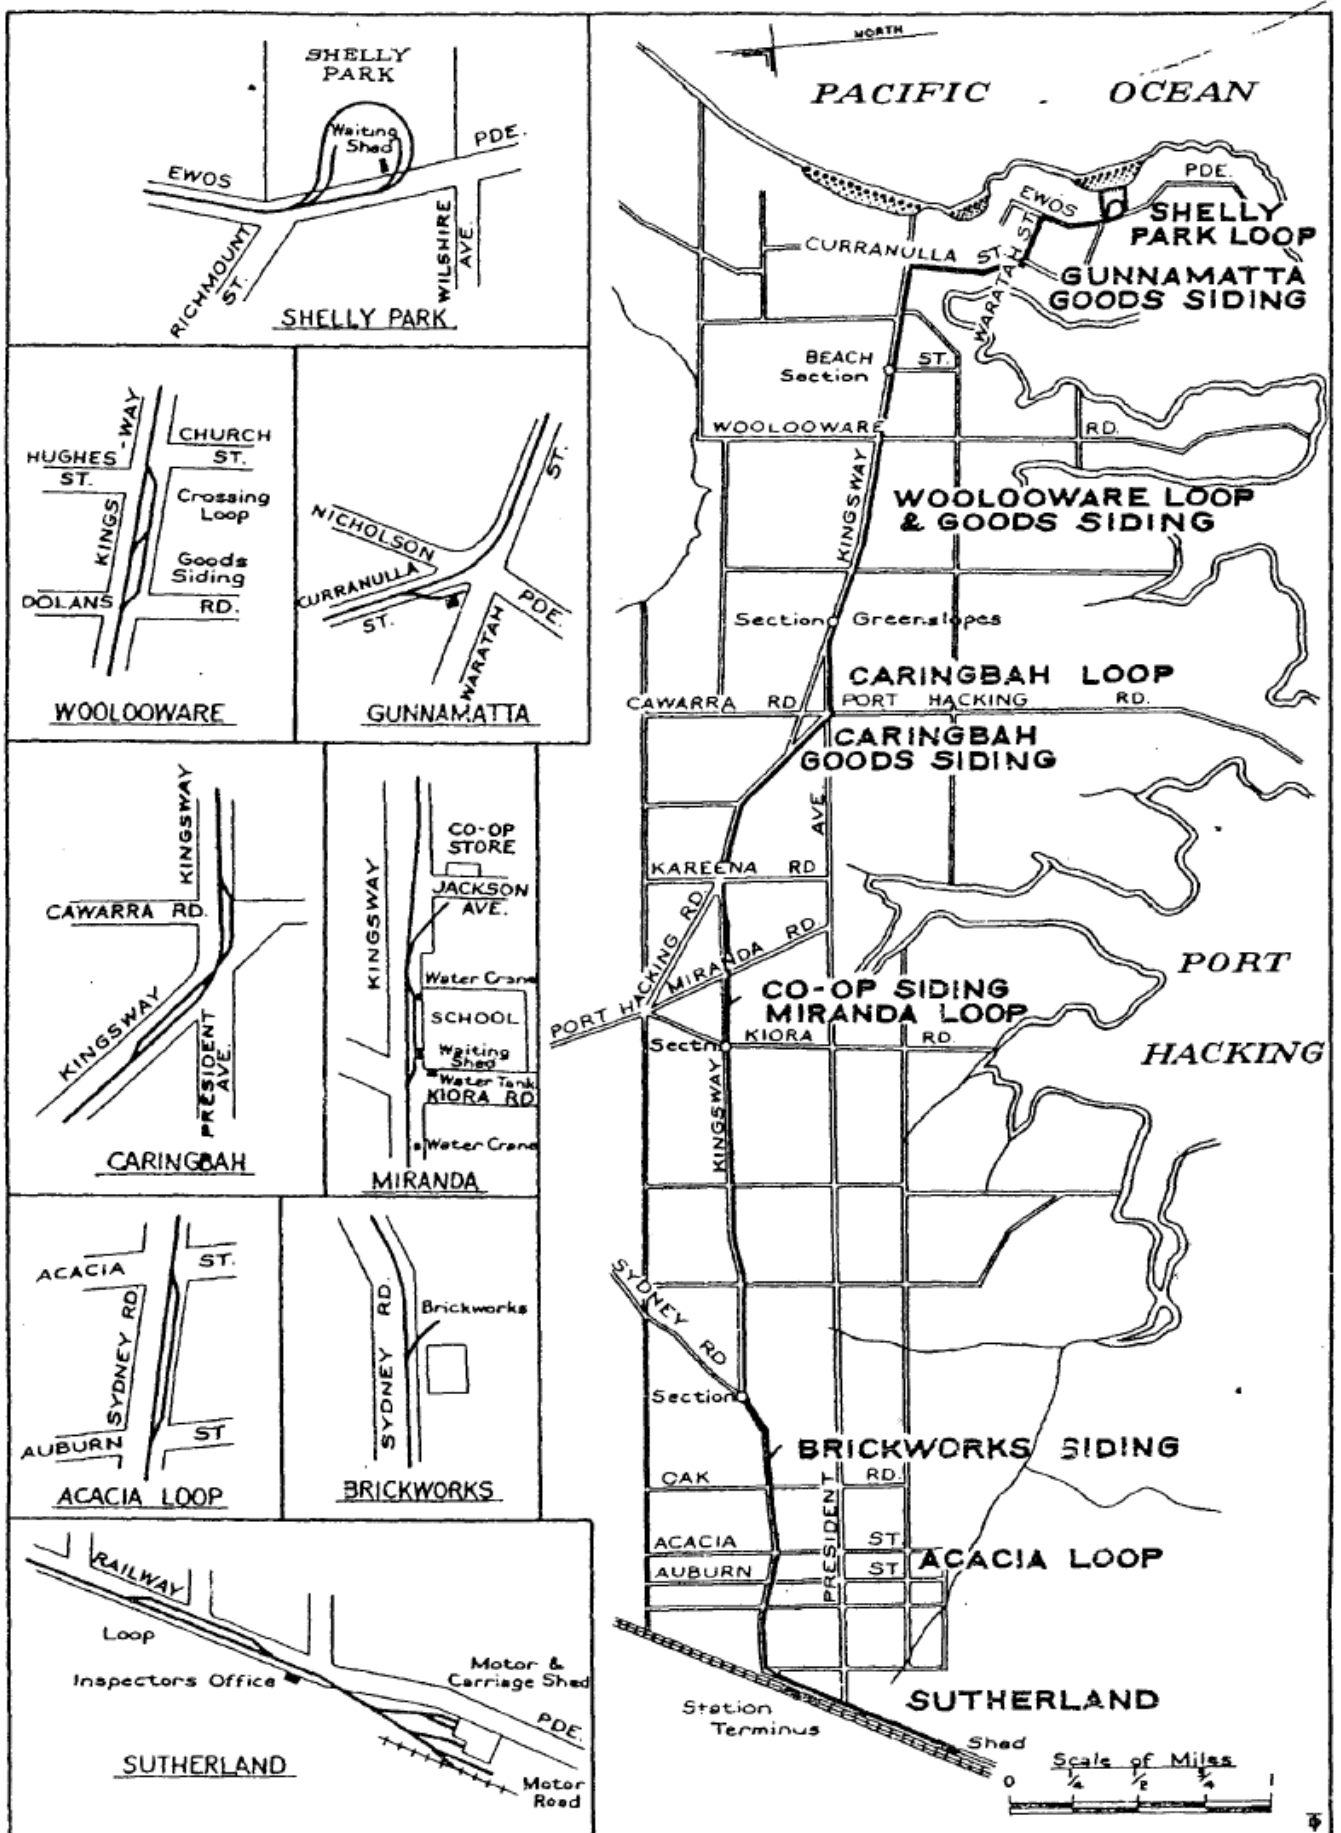 SHELLY
PARK
Waiting
Shed
PDE.
EWOS
RICHMOUNT
ST.
WILSHIRE
AVE.
SHELLY PARK
HUGHES
ST.
KINGS
-WAY
CHURCH
ST.
Crossing
Loop
Goods
Siding
DOLANS
RD.
WOOLOOWARE
NICHOLSON
ST.
CURRANULLA
ST.
WARATAH
PDE.
GUNNAMATTA
KINGSWAY
CAWARRA RD.
KINGSWAY
PRESIDENT
AVE.
CARINGBAH
KINGSWAY
CO-OP
STORE
JACKSON
AVE.
Water Crane
SCHOOL
Waiting
Shed
Water Tank
KIORA RD
Water Crane
MIRANDA
ACACIA
ST.
SYDNEY RD.
AUBURN
ST
ACACIA LOOP
SYDNEY RD.
Brickworks
BRICKWORKS
RAILWAY
Loop
Inspectors Office
Motor &
Carriage Shed
PDE.
Motor
Road
SUTHERLAND
NORTH
PACIFIC OCEAN
PDE.
EWOS
SHELLY
PARK LOOP
CURRANULLA ST.
WARATAH ST.
GUNNAMATTA
GOODS SIDING
BEACH ST.
Section
WOOLOOWARE RD.
KINGSWAY
WOOLOOWARE LOOP
& GOODS SIDING
Section Greenslopes
CARINGBAH LOOP
CAWARRA RD
PORT HACKING RD.
CARINGBAH
GOODS SIDING
AVE.
KAREENA RD
PORT HACKING RD.
MIRANDA RD.
CO-OP SIDING
MIRANDA LOOP
Sectn
KIORA RD.
PORT
HACKING
KINGSWAY
SYDNEY RD
Section
BRICKWORKS SIDING
OAK RD.
PRESIDENT
ACACIA ST
ACACIA LOOP
AUBURN ST
SUTHERLAND
Station
Terminus
Shed
Scale of Miles
0 1/4 1/2 3/4 1